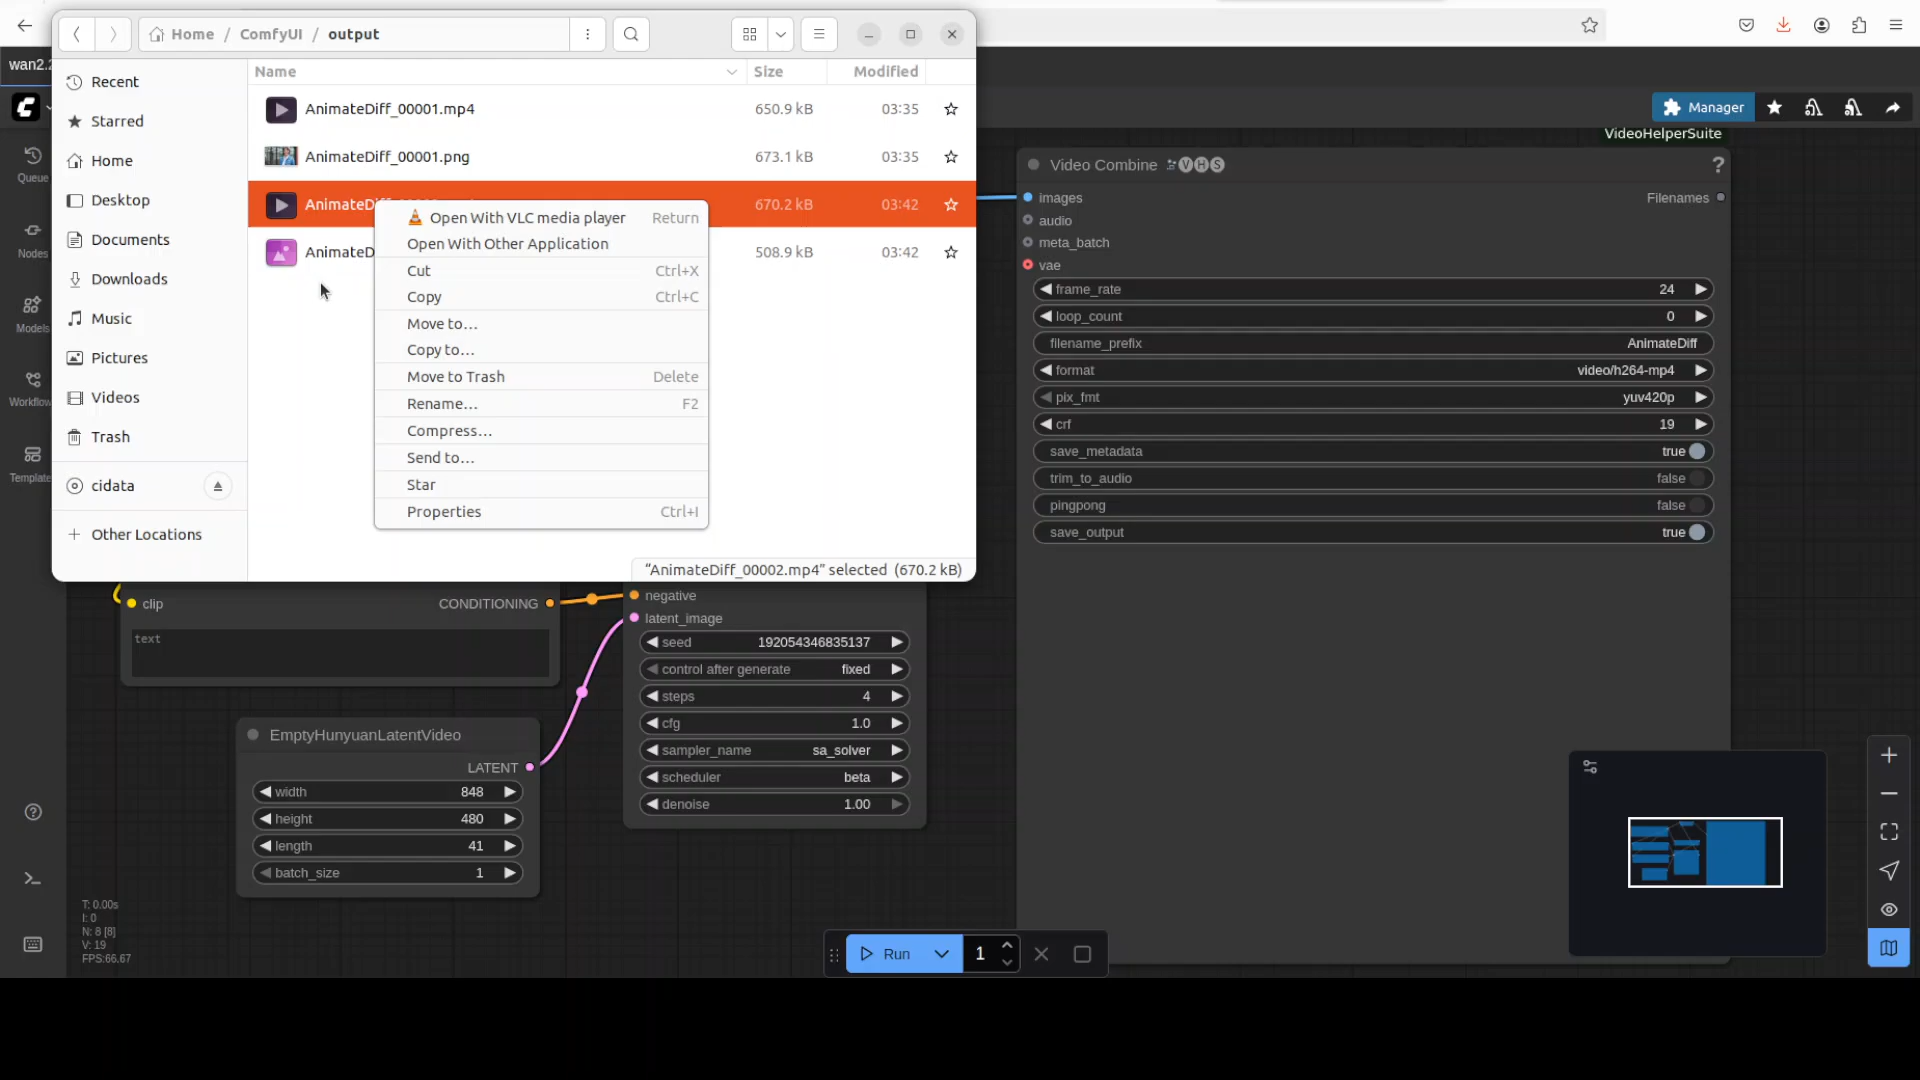 Home / ComfyUI / output
wan2.2
Recent
Starred
Home
Desktop
Documents
Downloads
Music
Pictures
Videos
Trash
cidata
Other Locations
Name Size Modified
AnimateDiff_00001.mp4 650.9 kB 03:35
AnimateDiff_00001.png 673.1 kB 03:35
AnimateDiff 670.2 kB 03:42
AnimateD 508.9 kB 03:42
Open With VLC media player Return
Open With Other Application
Cut Ctrl+X
Copy Ctrl+C
Move to…
Copy to…
Move to Trash Delete
Rename… F2
Compress…
Send to…
Star
Properties Ctrl+I
"AnimateDiff_00002.mp4" selected (670.2 kB)
Queue
Nodes
Models
Workflow
Template
Manager
VideoHelperSuite
Video Combine VHS ?
images Filenames
audio
meta_batch
vae
frame_rate 24
loop_count 0
filename_prefix AnimateDiff
format video/h264-mp4
pix_fmt yuv420p
crf 19
save_metadata true
trim_to_audio false
pingpong false
save_output true
clip CONDITIONING
text
negative
latent_image
seed 192054346835137
control after generate fixed
steps 4
cfg 1.0
sampler_name sa_solver
scheduler beta
denoise 1.00
EmptyHunyuanLatentVideo
LATENT
width 848
height 480
length 41
batch_size 1
T: 0.00s
I: 0
N: 8 [8]
V: 19
FPS:66.67
Run 1